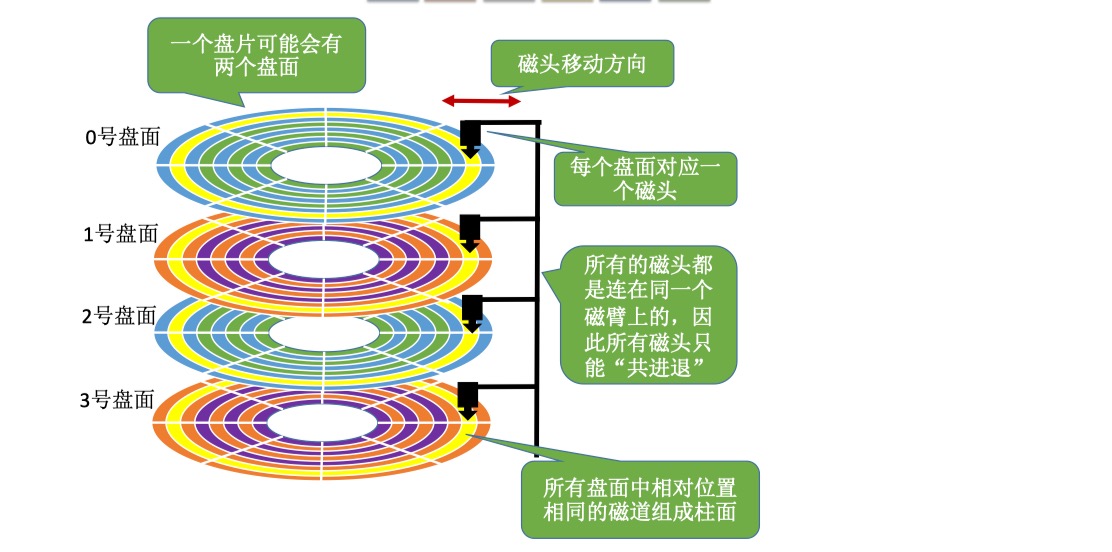 一个盘片可能会有
两个盘面
磁头移动方向
0号盘面
每个盘面对应一
个磁头
1号盘面
所有的磁头都
是连在同一个
磁臂上的，因
此所有磁头只
能“共进退”
2号盘面
3号盘面
所有盘面中相对位置
相同的磁道组成柱面